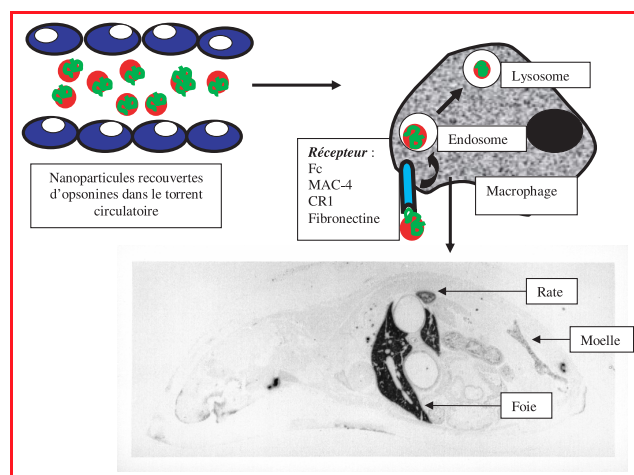 Nanoparticules recouvertes
d'opsonines dans le torrent
circulatoire
Récepteur :
Fc
MAC-4
CR1
Fibronectine
Lysosome
Endosome
Macrophage
Rate
Moelle
Foie